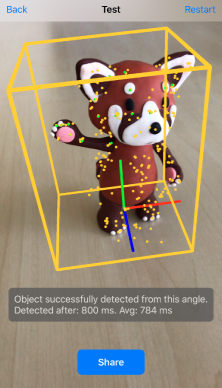 Back Test Restart
Object successfully detected from this angle.
Detected after: 800 ms. Avg: 784 ms
Share